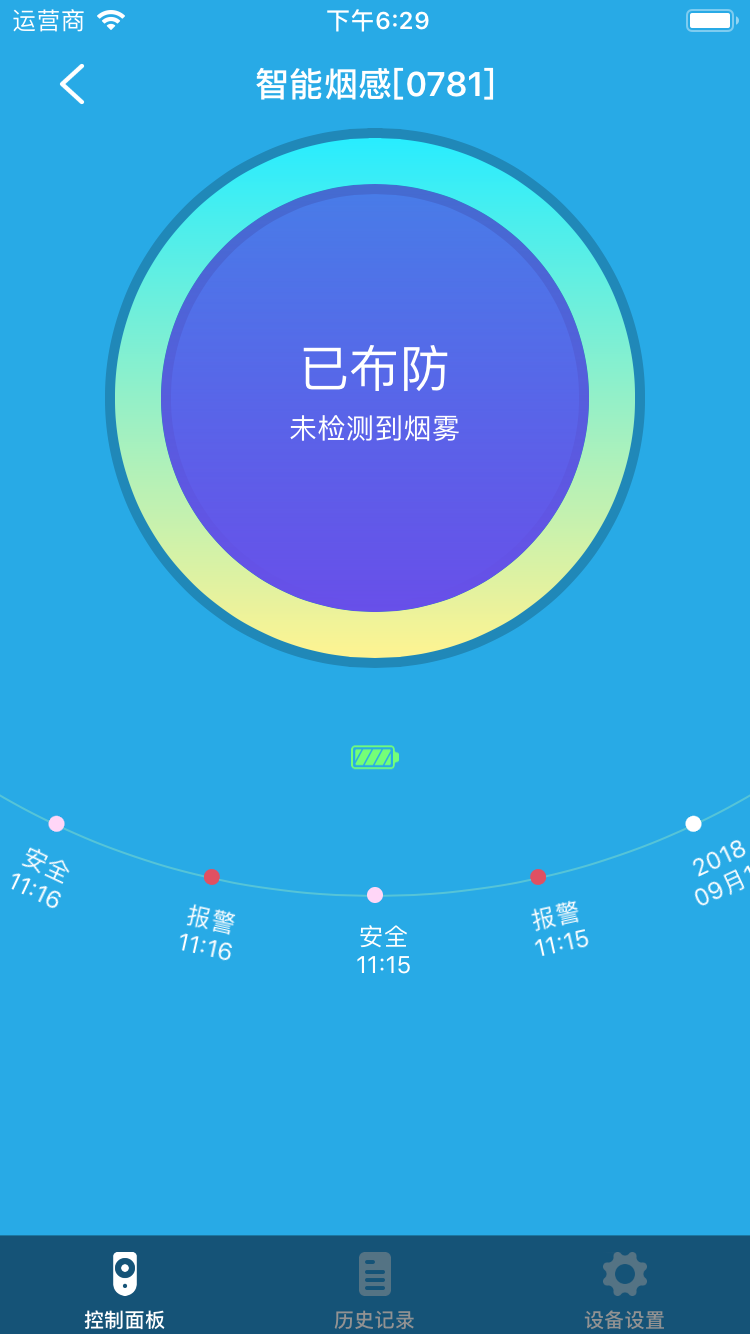 运营商 下午6:29
智能烟感[0781]
已布防
未检测到烟雾
安全
11:16
报警
11:16
安全
11:15
报警
11:15
2018
09月1
控制面板 历史记录 设备设置